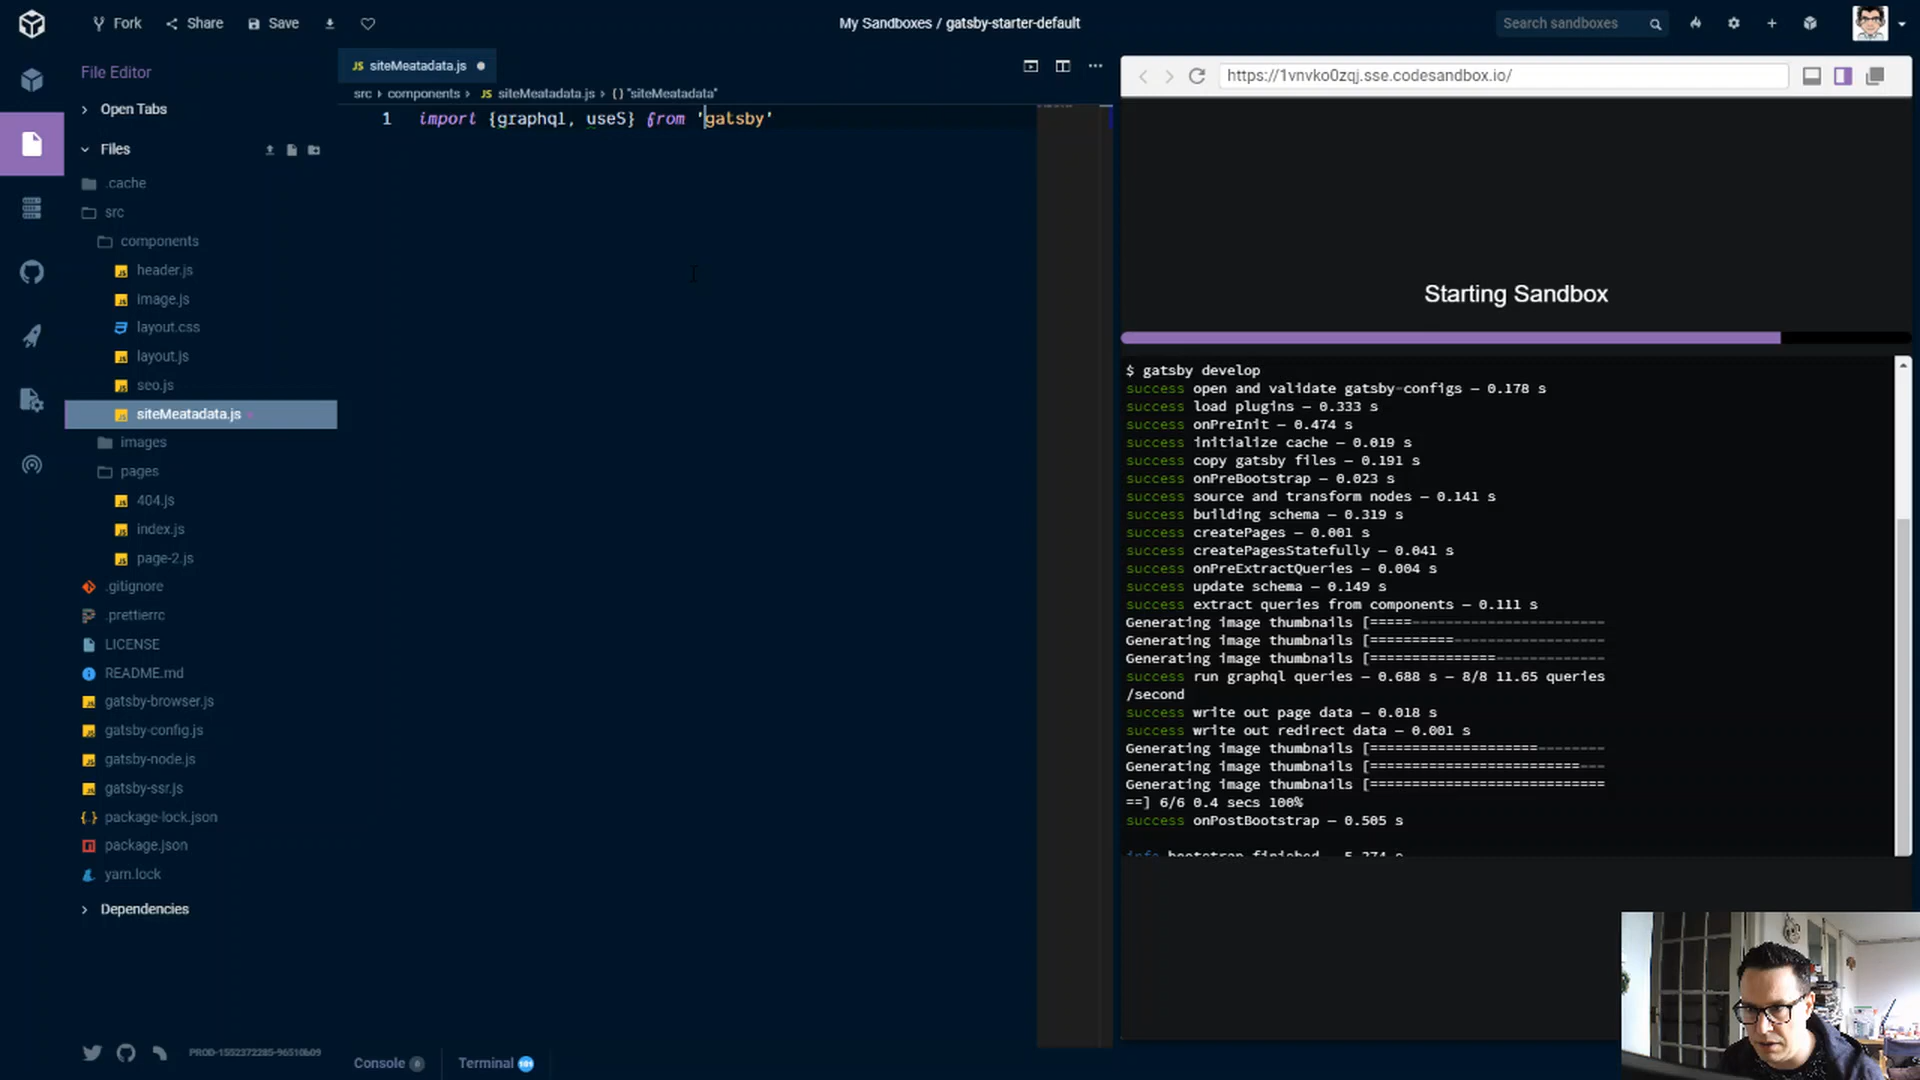 Fork Share Save My Sandboxes / gatsby-starter-default Search sandboxes
File Editor
Open Tabs
Files
.cache
src
components
header.js
image.js
layout.css
layout.js
seo.js
siteMeatadata.js
images
pages
404.js
index.js
page-2.js
.gitignore
.prettierrc
LICENSE
README.md
gatsby-browser.js
gatsby-config.js
gatsby-node.js
gatsby-ssr.js
package-lock.json
package.json
yarn.lock
Dependencies
PROD-1552372285-96510b09
siteMeatadata.js
src > components > JS siteMeatadata.js > {} "siteMeatadata"
1 import {graphql, useS} from 'gatsby'
Console 0 Terminal
https://1vnvko0zqj.sse.codesandbox.io/
Starting Sandbox
$ gatsby develop
success open and validate gatsby-configs — 0.178 s
success load plugins — 0.333 s
success onPreInit — 0.474 s
success initialize cache — 0.019 s
success copy gatsby files — 0.191 s
success onPreBootstrap — 0.023 s
success source and transform nodes — 0.141 s
success building schema — 0.319 s
success createPages — 0.001 s
success createPagesStatefully — 0.041 s
success onPreExtractQueries — 0.004 s
success update schema — 0.149 s
success extract queries from components — 0.111 s
Generating image thumbnails [=====-----------------------
Generating image thumbnails [==========------------------
Generating image thumbnails [===============-------------
success run graphql queries — 0.688 s — 8/8 11.65 queries
/second
success write out page data — 0.018 s
success write out redirect data — 0.001 s
Generating image thumbnails [====================--------
Generating image thumbnails [=========================---
Generating image thumbnails [============================
==] 6/6 0.4 secs 100%
success onPostBootstrap — 0.505 s
info bootstrap finished — 5.274 s